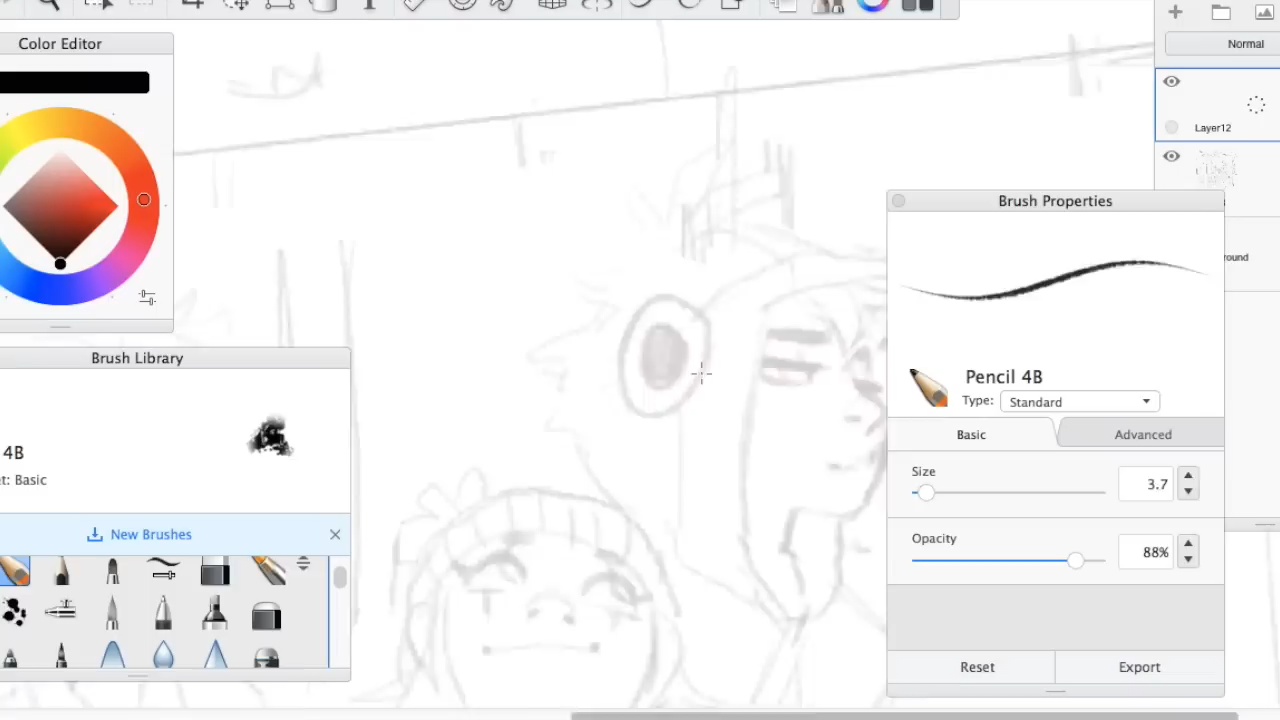 Color Editor
Normal
Layer12
Brush Properties
ound
Brush Library
Pencil 4B
Type: Standard
Basic
Advanced
4B
t: Basic
Size
3.7
New Brushes
Opacity
88%
Reset
Export